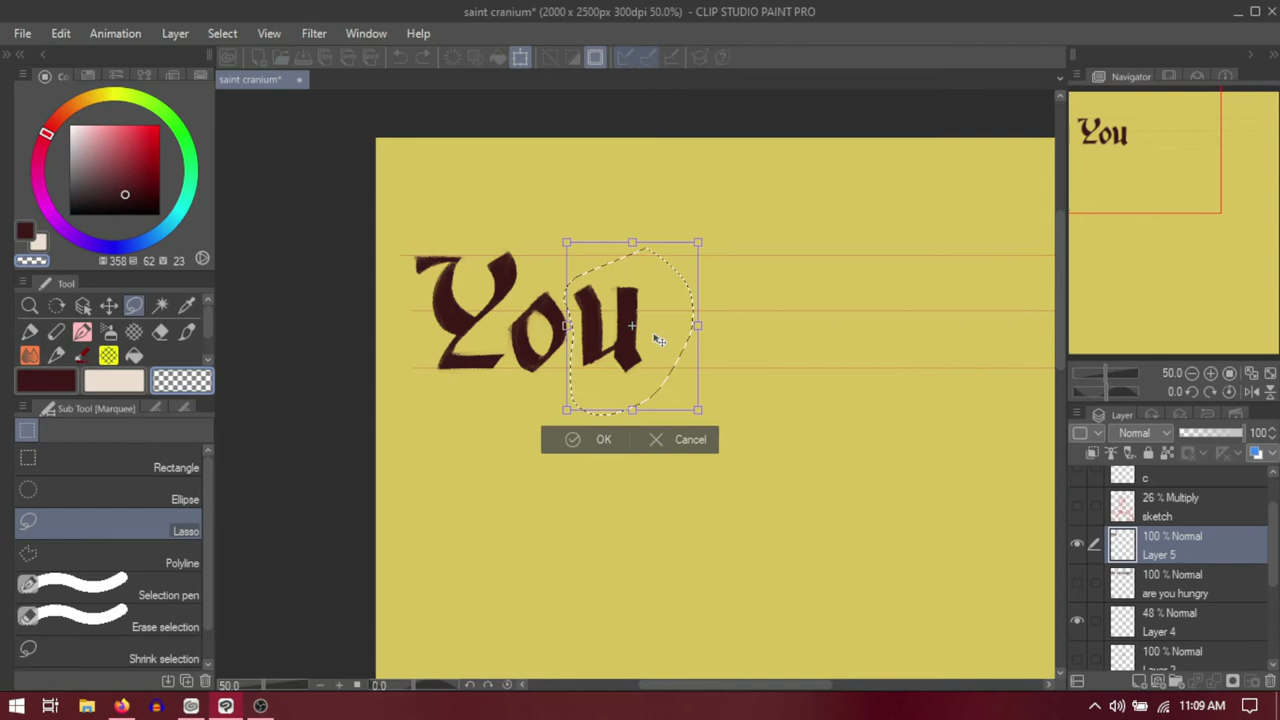 saint cranium* (2000 x 2500px 300dpi 50.0%) - CLIP STUDIO PAINT PRO
File Edit Animation Layer Select View Filter Window Help
saint cranium*
Navigator
You
Tool
358 62 23
50.0
0.0
Layer
Normal 100
Sub Tool [Marquee]
Rectangle
Ellipse
Lasso
Polyline
Selection pen
Erase selection
Shrink selection
You
OK Cancel
c
26 % Multiply
sketch
100 % Normal
Layer 5
100 % Normal
are you hungry
48 % Normal
Layer 4
100 % Normal
50.0 0.0
11:09 AM